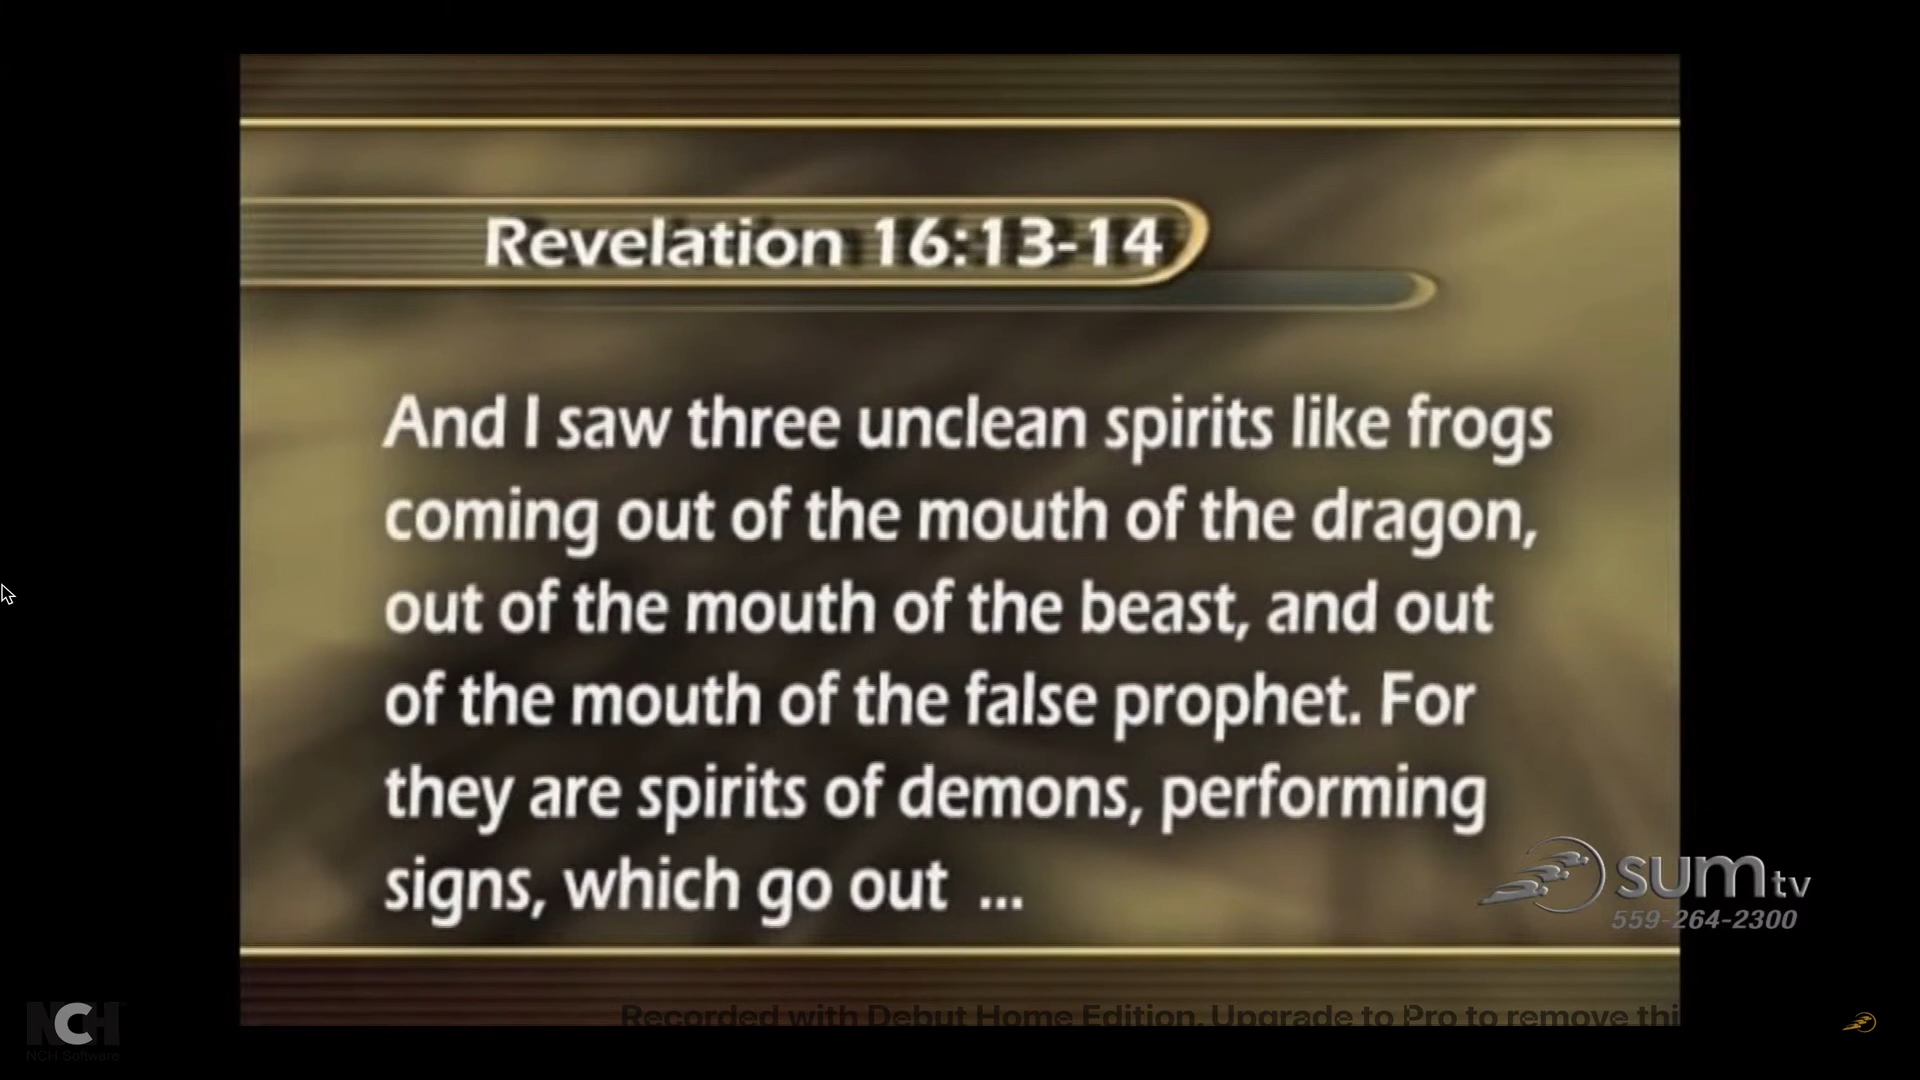 Revelation 16:13-14
And I saw three unclean spirits like frogs
coming out of the mouth of the dragon,
out of the mouth of the beast, and out
of the mouth of the false prophet. For
they are spirits of demons, performing
signs, which go out ...
sumtv
559-264-2300
NCH
NCH Software
Recorded with Debut Home Edition. Upgrade to Pro to remove thi